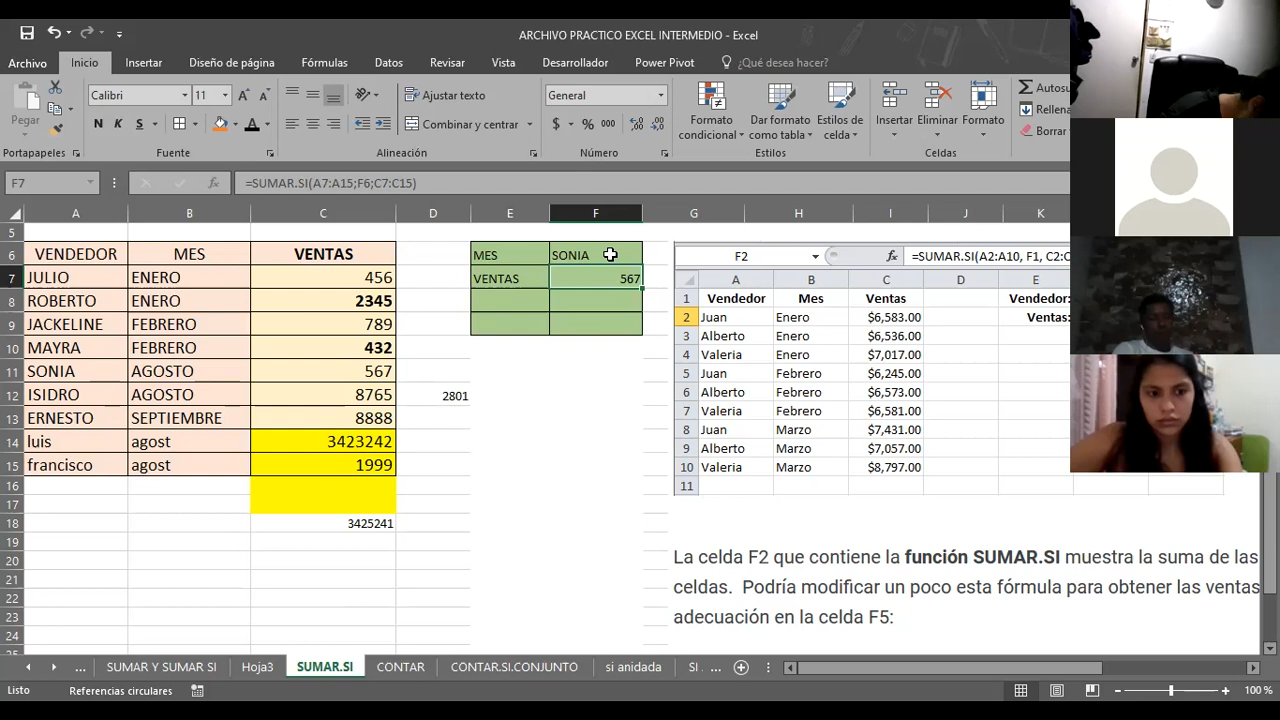 ARCHIVO PRACTICO EXCEL INTERMEDIO - Excel
Archivo Inicio Insertar Diseño de página Fórmulas Datos Revisar Vista Desarrollador Power Pivot ¿Qué desea hacer?
Pegar
Calibri 11
N K S
Ajustar texto
Combinar y centrar
General
$ % 000
Formato condicional
Dar formato como tabla
Estilos de celda
Insertar Eliminar Formato
Autosu
Rellena
Borrar
Portapapeles Fuente Alineación Número Estilos Celdas
F7 fx =SUMAR.SI(A7:A15;F6;C7:C15)
A B C D E F G H I J K
5
6 VENDEDOR MES VENTAS MES SONIA
7 JULIO ENERO 456 VENTAS 567
8 ROBERTO ENERO 2345
9 JACKELINE FEBRERO 789
10 MAYRA FEBRERO 432
11 SONIA AGOSTO 567
12 ISIDRO AGOSTO 8765 2801
13 ERNESTO SEPTIEMBRE 8888
14 luis agost 3423242
15 francisco agost 1999
16
17
18 3425241
19
20
21
22
23
24
F2 fx =SUMAR.SI(A2:A10, F1, C2:C
A B C D E
1 Vendedor Mes Ventas Vendedor:
2 Juan Enero $6,583.00 Ventas:
3 Alberto Enero $6,536.00
4 Valeria Enero $7,017.00
5 Juan Febrero $6,245.00
6 Alberto Febrero $6,573.00
7 Valeria Febrero $6,581.00
8 Juan Marzo $7,431.00
9 Alberto Marzo $7,057.00
10 Valeria Marzo $8,797.00
11
La celda F2 que contiene la función SUMAR.SI muestra la suma de las
celdas. Podría modificar un poco esta fórmula para obtener las ventas
adecuación en la celda F5:
... SUMAR Y SUMAR SI Hoja3 SUMAR.SI CONTAR CONTAR.SI.CONJUNTO si anidada SI ...
Listo Referencias circulares 100 %